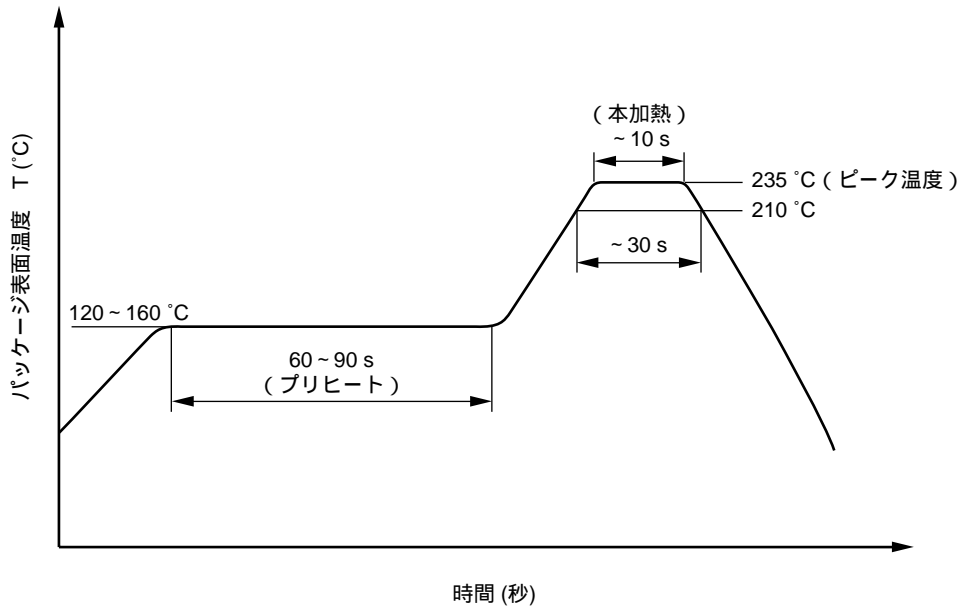 (本加熱)
~ 10 s
235 ˚C (ピーク温度)
210 ˚C
~ 30 s
120 ~ 160 ˚C
60 ~ 90 s
(プリヒート)
パッケージ表面温度 T (˚C)
時間 (秒)